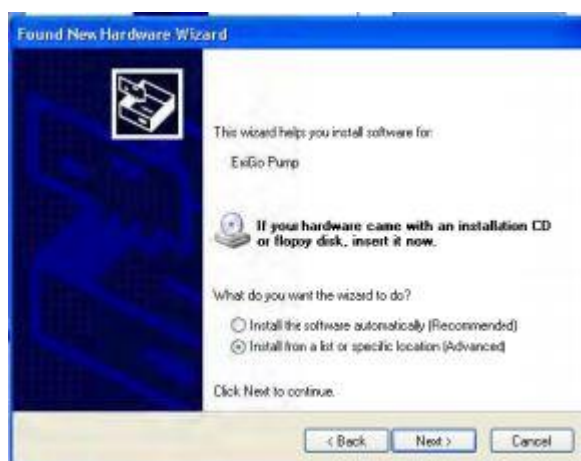 Found New Hardware Wizard
This wizard helps you install software for:
ExiGo Pump
If your hardware came with an installation CD
or floppy disk, insert it now.
What do you want the wizard to do?
Install the software automatically (Recommended)
Install from a list or specific location (Advanced)
Click Next to continue.
< Back
Next >
Cancel